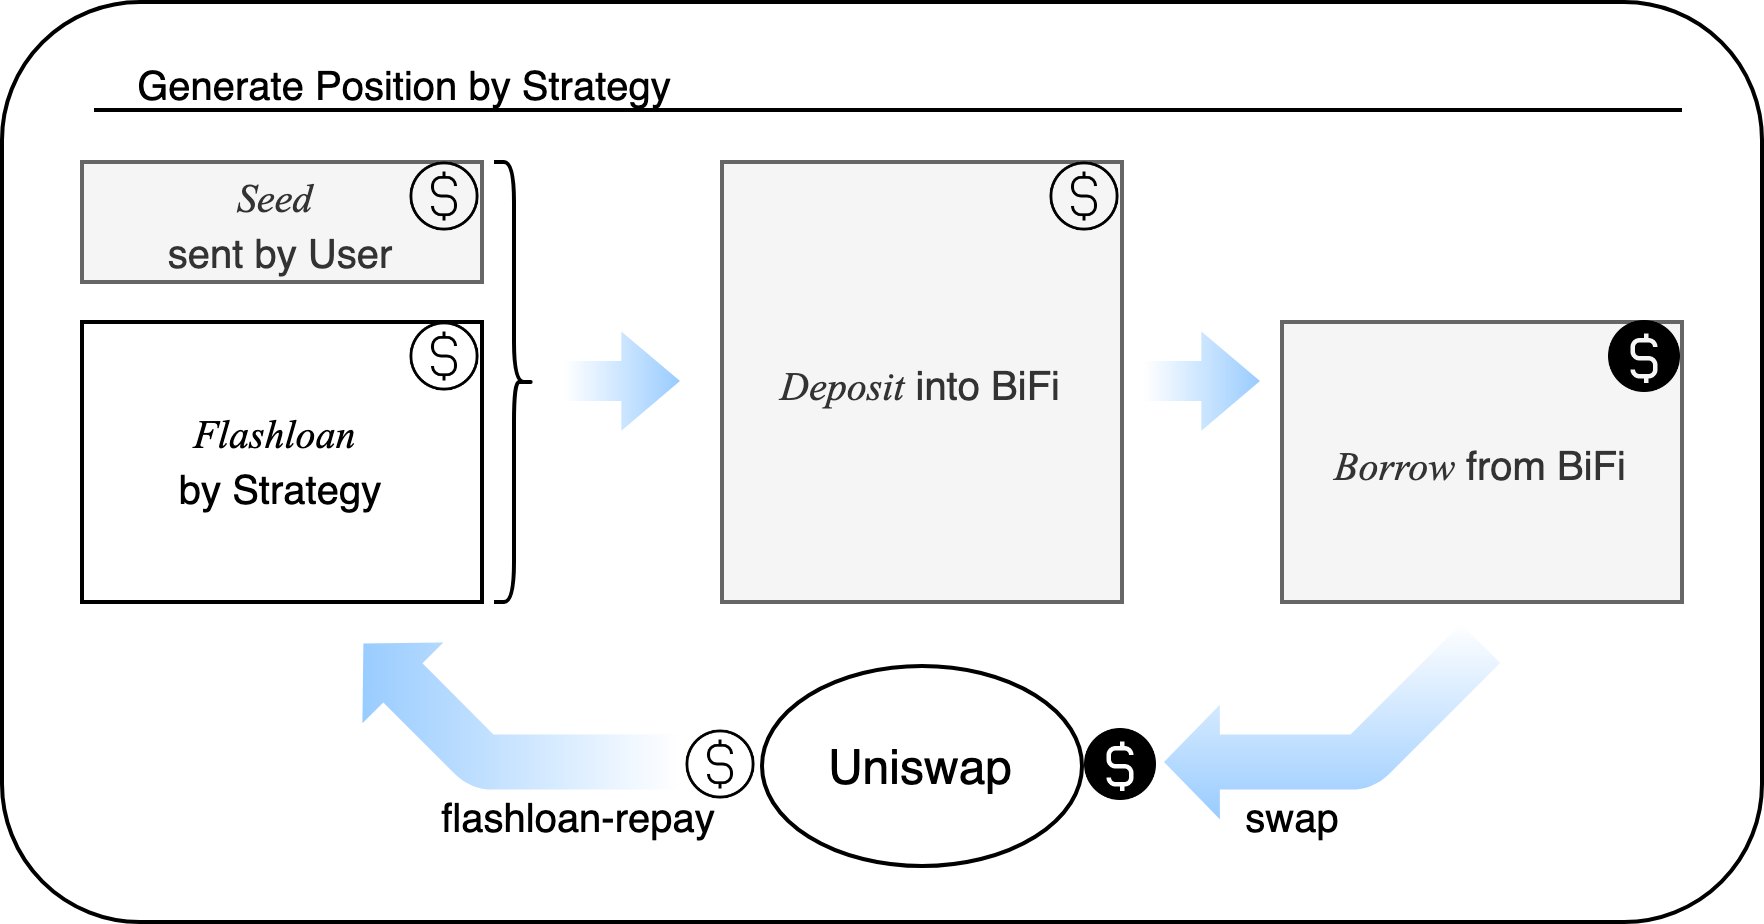 Generate Position by Strategy
$
Seed
sent by User
$
Flashloan
by Strategy
$
Deposit into BiFi
$
Borrow from BiFi
$
Uniswap
$
flashloan-repay
swap